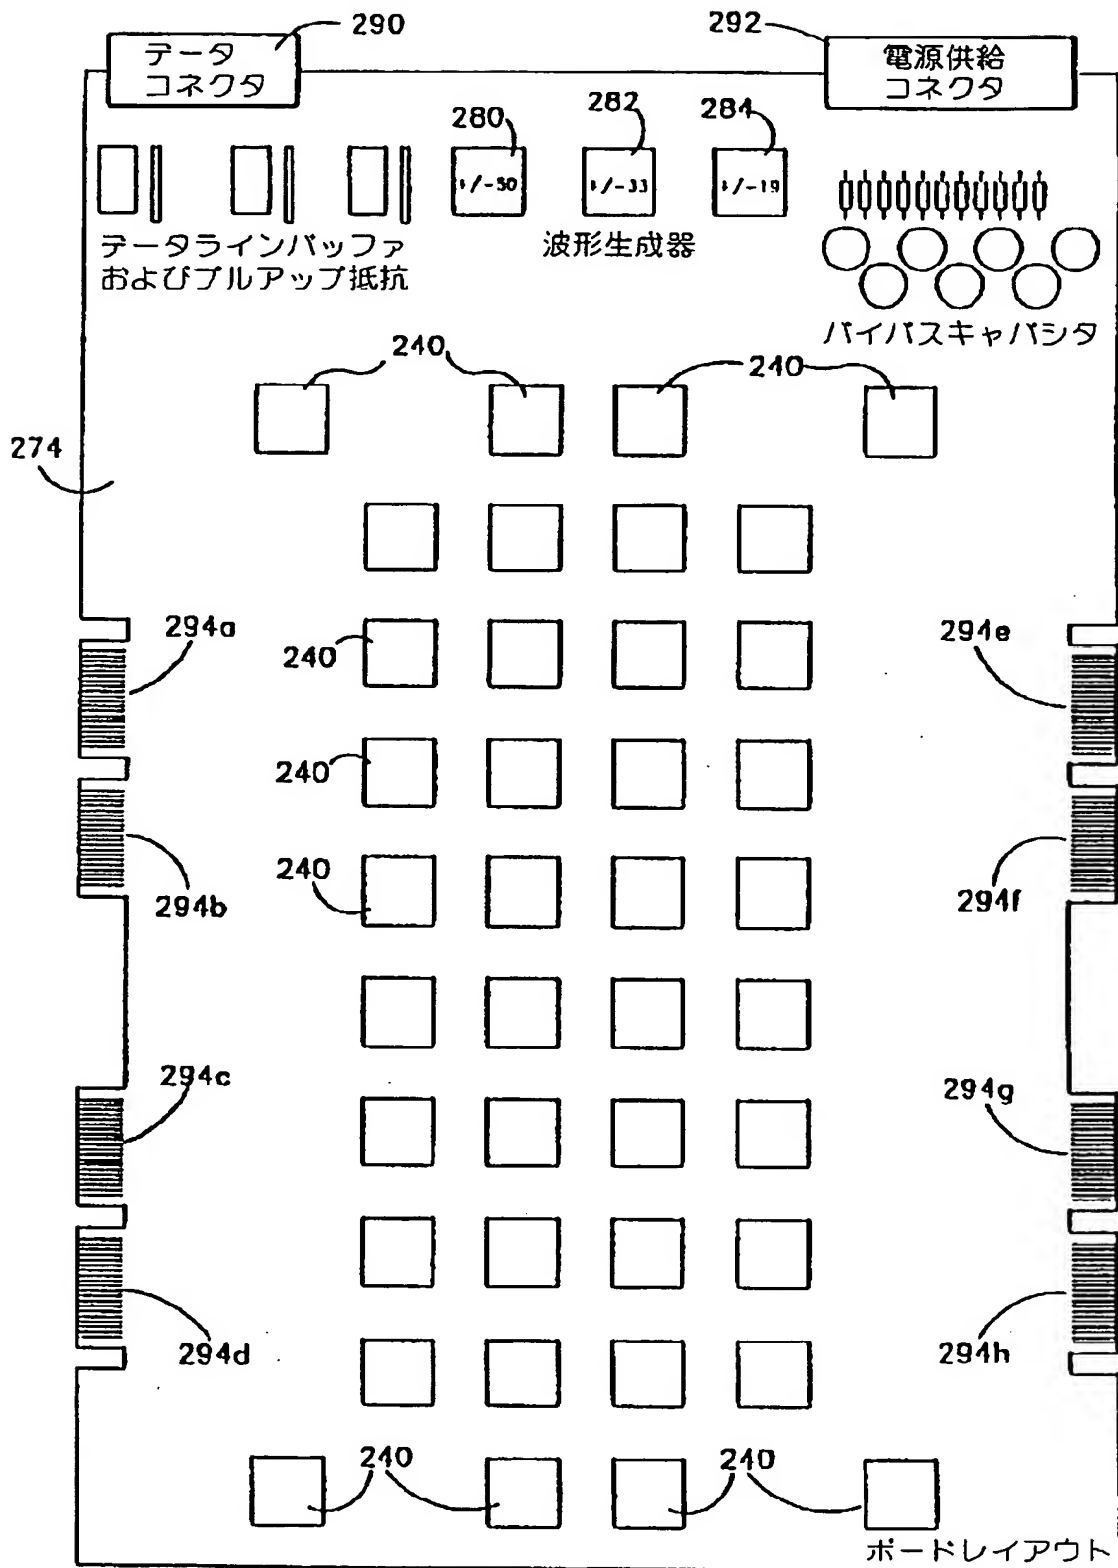 290
データ
コネクタ
292
電源供給
コネクタ
280
282
284
+/-50
+/-33
+/-19
データラインバッファ
およびプルアップ抵抗
波形生成器
バイパスキャパシタ
240
240
274
294a
240
294e
240
240
294b
294f
294c
294g
294d
294h
240
240
ボードレイアウト